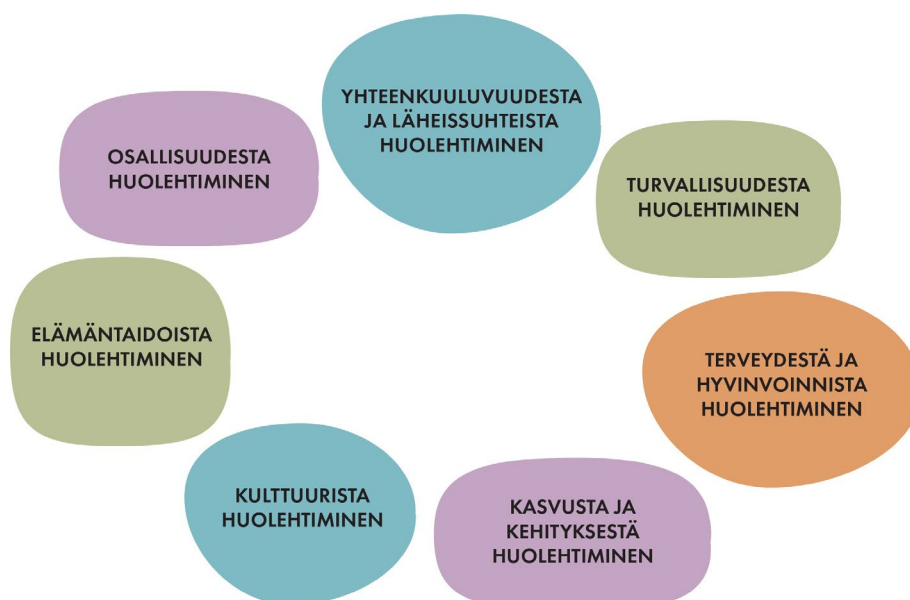 YHTEENKUULUVUUDESTA
JA LÄHEISSUHTEISTA
HUOLEHTIMINEN
OSALLISUUDESTA
HUOLEHTIMINEN
TURVALLISUUDESTA
HUOLEHTIMINEN
ELÄMÄNTAIDOISTA
HUOLEHTIMINEN
TERVEYDESTÄ JA
HYVINVOINNISTA
HUOLEHTIMINEN
KULTTUURISTA
HUOLEHTIMINEN
KASVUSTA JA
KEHITYKSESTÄ
HUOLEHTIMINEN